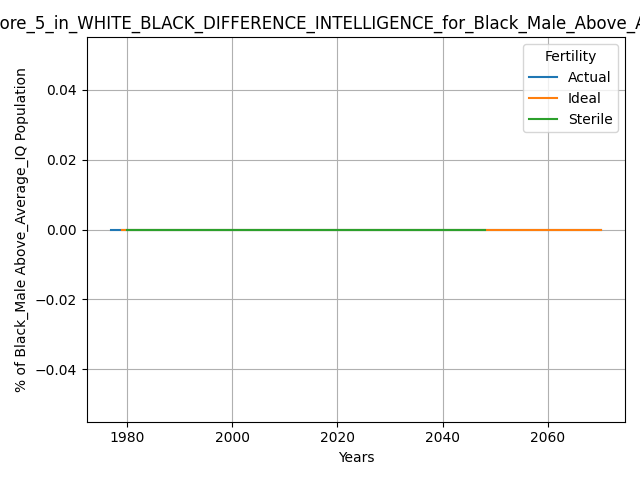 ore_5_in_WHITE_BLACK_DIFFERENCE_INTELLIGENCE_for_Black_Male_Above_A
Fertility
Actual
Ideal
Sterile
0.04
0.02
0.00
−0.02
−0.04
% of Black_Male Above_Average_IQ Population
1980
2000
2020
2040
2060
Years